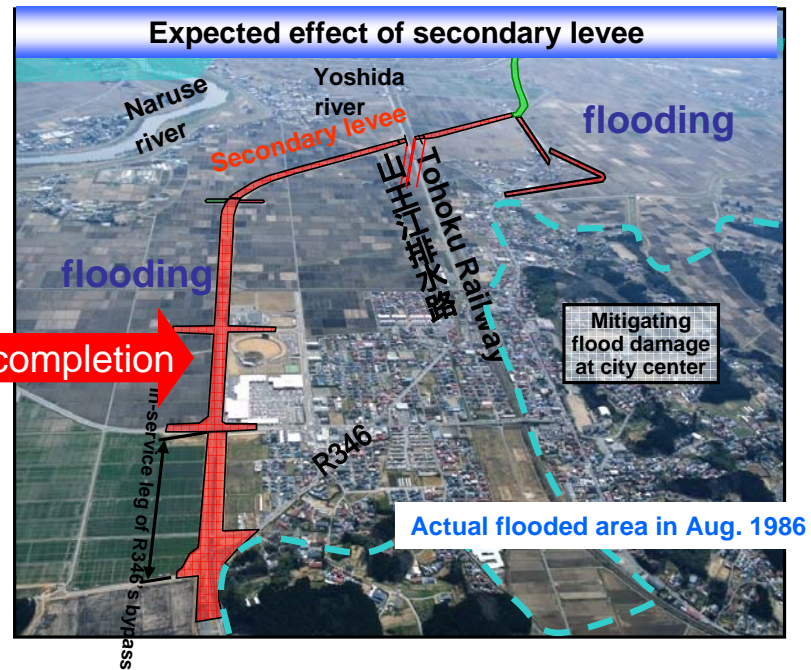 Expected effect of secondary levee
Yoshida
river
Naruse
river
flooding
Secondary levee
山王江排水路
Tohoku Railway
flooding
Mitigating
flood damage
at city center
completion
R346
in-service leg of R346's bypass
Actual flooded area in Aug. 1986